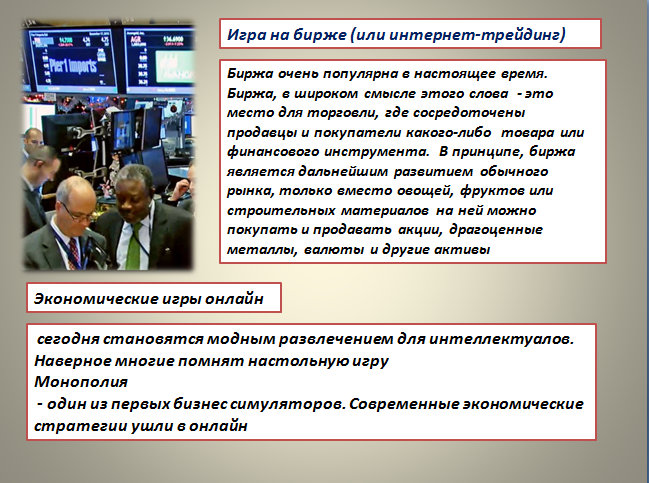 Pier1 imports
AGR
Игра на бирже (или интернет-трейдинг)
Биржа очень популярна в настоящее время.
Биржа, в широком смысле этого слова - это
место для торговли, где сосредоточены
продавцы и покупатели какого-либо товара или
финансового инструмента. В принципе, биржа
является дальнейшим развитием обычного
рынка, только вместо овощей, фруктов или
строительных материалов на ней можно
покупать и продавать акции, драгоценные
металлы, валюты и другие активы
Экономические игры онлайн
сегодня становятся модным развлечением для интеллектуалов.
Наверное многие помнят настольную игру
Монополия
- один из первых бизнес симуляторов. Современные экономические
стратегии ушли в онлайн